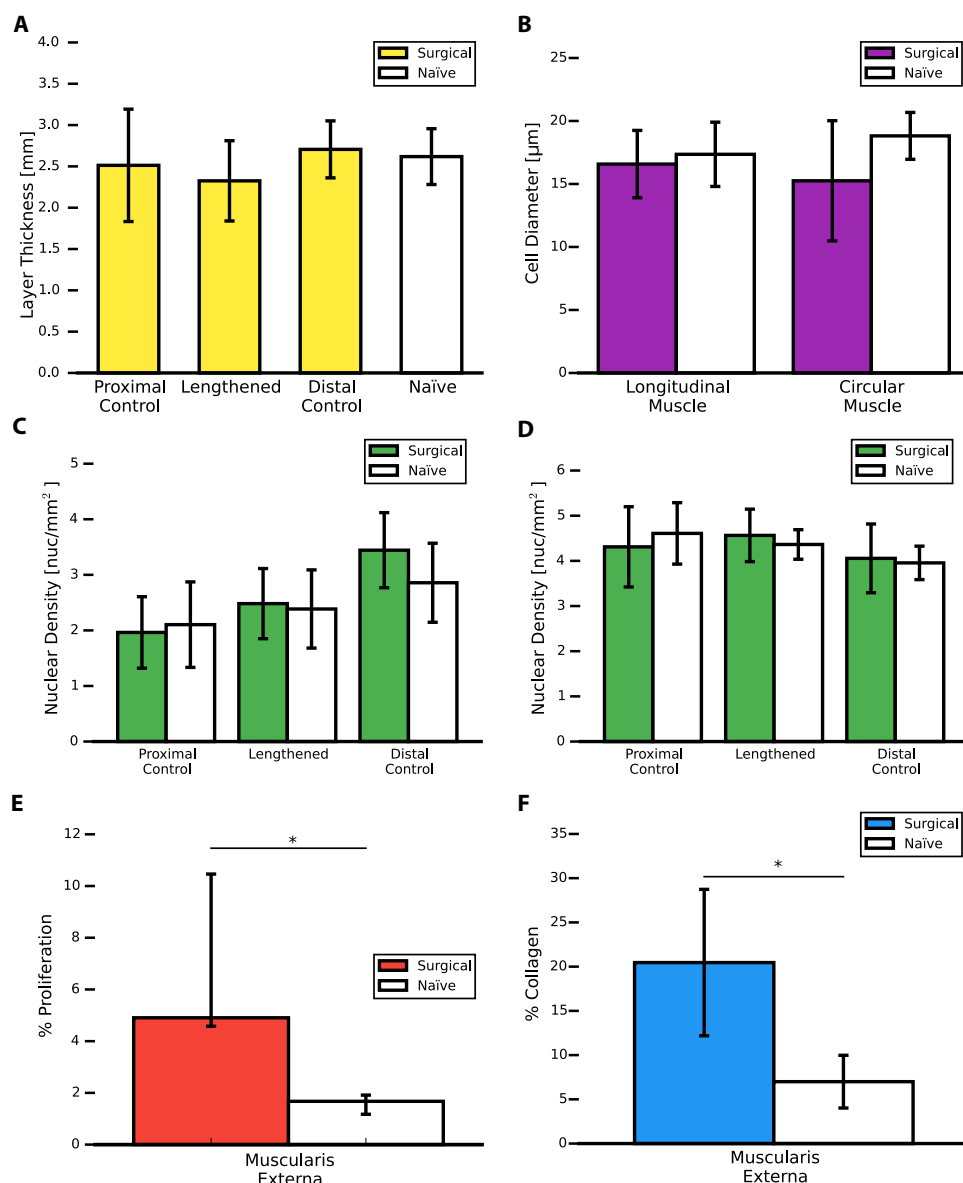 A
Surgical
Naïve
Layer Thickness [mm]
4.0
3.5
3.0
2.5
2.0
1.5
1.0
0.5
0.0
Proximal
Control
Lengthened
Distal
Control
Naïve
B
Surgical
Naïve
Cell Diameter [µm]
25
20
15
10
5
0
Longitudinal
Muscle
Circular
Muscle
C
Surgical
Naïve
Nuclear Density [nuc/mm²]
5
4
3
2
1
0
Proximal
Control
Lengthened
Distal
Control
D
Surgical
Naïve
Nuclear Density [nuc/mm²]
6
5
4
3
2
1
0
Proximal
Control
Lengthened
Distal
Control
E
*
Surgical
Naïve
% Proliferation
12
10
8
6
4
2
0
Muscularis
Externa
F
*
Surgical
Naïve
% Collagen
35
30
25
20
15
10
5
0
Muscularis
Externa